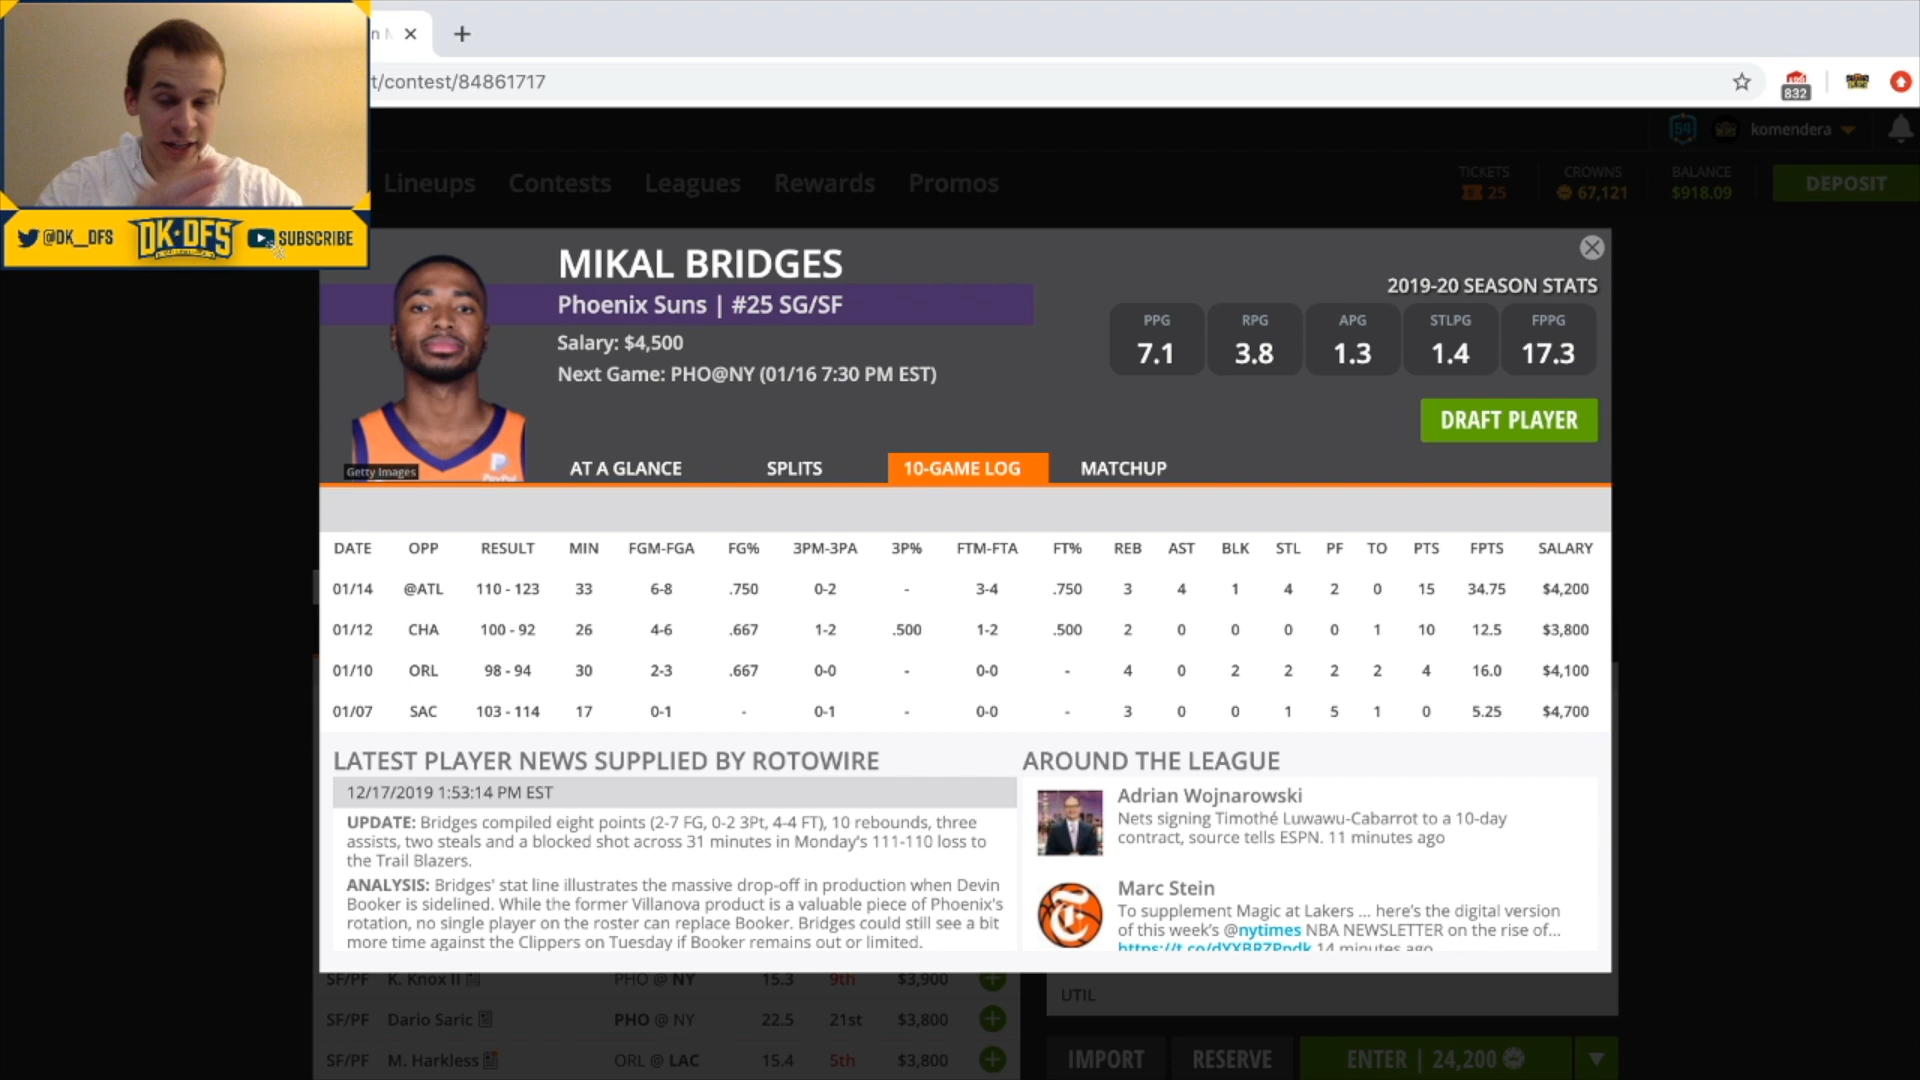 t/contest/84861717
832
54
komendera
Lineups Contests Leagues Rewards Promos
TICKETS
25
CROWNS
67,121
BALANCE
$918.09
DEPOSIT
@DK__DFS
DK DFS
SUBSCRIBE
MIKAL BRIDGES
Phoenix Suns | #25 SG/SF
Salary: $4,500
Next Game: PHO@NY (01/16 7:30 PM EST)
2019-20 SEASON STATS
PPG RPG APG STLPG FPPG
7.1 3.8 1.3 1.4 17.3
DRAFT PLAYER
Getty Images
AT A GLANCE SPLITS 10-GAME LOG MATCHUP
DATE OPP RESULT MIN FGM-FGA FG% 3PM-3PA 3P% FTM-FTA FT% REB AST BLK STL PF TO PTS FPTS SALARY
01/14 @ATL 110 - 123 33 6-8 .750 0-2 - 3-4 .750 3 4 1 4 2 0 15 34.75 $4,200
01/12 CHA 100 - 92 26 4-6 .667 1-2 .500 1-2 .500 2 0 0 0 0 1 10 12.5 $3,800
01/10 ORL 98 - 94 30 2-3 .667 0-0 - 0-0 - 4 0 2 2 2 2 4 16.0 $4,100
01/07 SAC 103 - 114 17 0-1 - 0-1 - 0-0 - 3 0 0 1 5 1 0 5.25 $4,700
LATEST PLAYER NEWS SUPPLIED BY ROTOWIRE
12/17/2019 1:53:14 PM EST
UPDATE: Bridges compiled eight points (2-7 FG, 0-2 3Pt, 4-4 FT), 10 rebounds, three
assists, two steals and a blocked shot across 31 minutes in Monday's 111-110 loss to
the Trail Blazers.
ANALYSIS: Bridges' stat line illustrates the massive drop-off in production when Devin
Booker is sidelined. While the former Villanova product is a valuable piece of Phoenix's
rotation, no single player on the roster can replace Booker. Bridges could still see a bit
more time against the Clippers on Tuesday if Booker remains out or limited.
AROUND THE LEAGUE
Adrian Wojnarowski
Nets signing Timothé Luwawu-Cabarrot to a 10-day
contract, source tells ESPN. 11 minutes ago
Marc Stein
To supplement Magic at Lakers ... here's the digital version
of this week's @nytimes NBA NEWSLETTER on the rise of...
https://t.co/dYXBRZPpdk 14 minutes ago
SF/PF K. Knox II PHO @ NY 15.3 9th $3,900
SF/PF Dario Saric PHO @ NY 22.5 21st $3,800
SF/PF M. Harkless ORL @ LAC 15.4 5th $3,800
UTIL
IMPORT RESERVE ENTER | 24,200